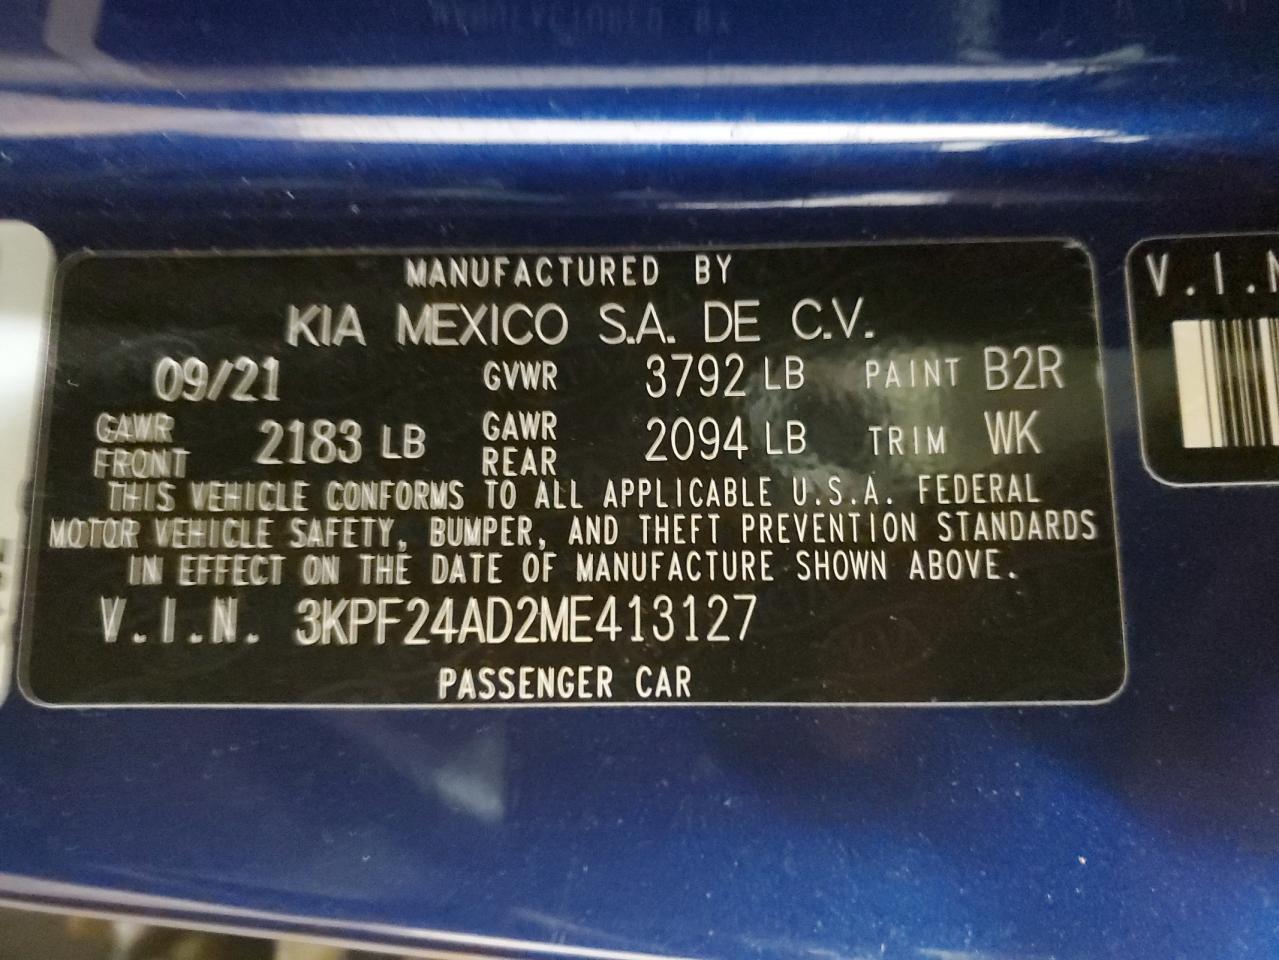 MANUFACTURED BY
KIA MEXICO S.A. DE C.V.
09/21 GVWR 3792 LB PAINT B2R
GAWR FRONT 2183 LB GAWR REAR 2094 LB TRIM WK
THIS VEHICLE CONFORMS TO ALL APPLICABLE U.S.A. FEDERAL
MOTOR VEHICLE SAFETY, BUMPER, AND THEFT PREVENTION STANDARDS
IN EFFECT ON THE DATE OF MANUFACTURE SHOWN ABOVE.
V.I.N. 3KPF24AD2ME413127
PASSENGER CAR
V.I.N